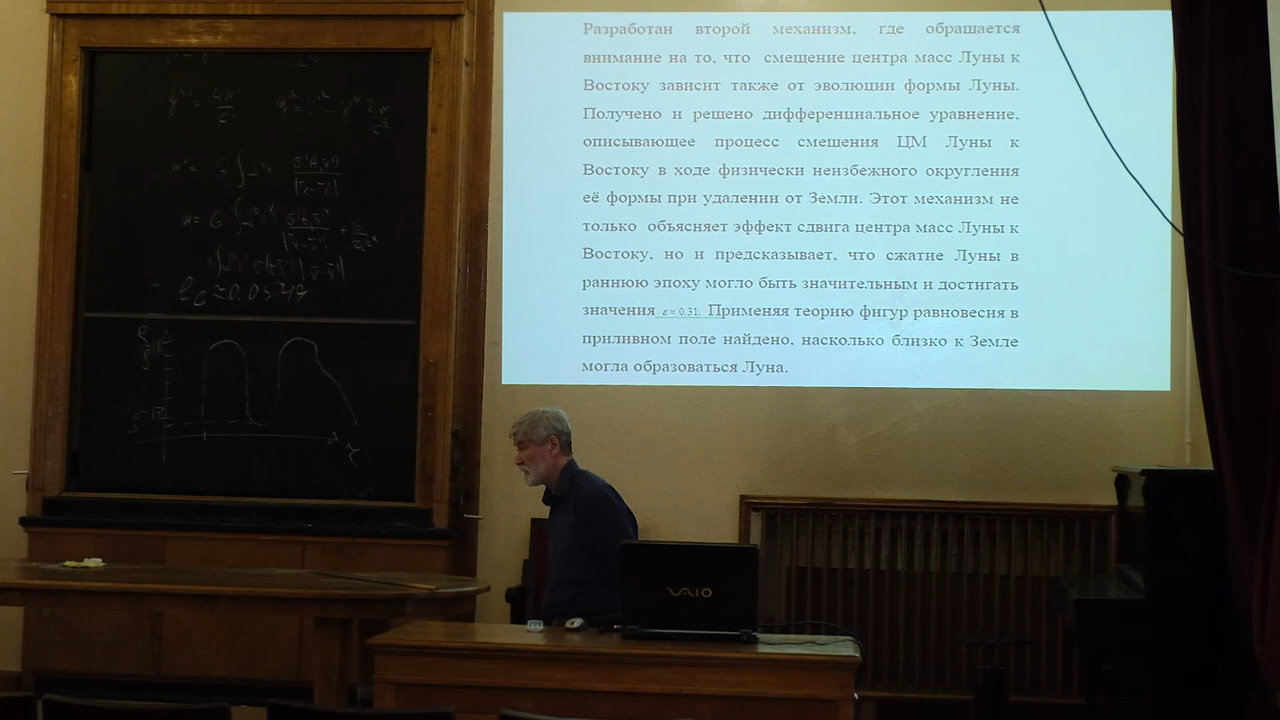 Разработан второй механизм, где обращается
внимание на то, что смещение центра масс Луны к
Востоку зависит также от эволюции формы Луны.
Получено и решено дифференциальное уравнение,
описывающее процесс смешения ЦМ Луны к
Востоку в ходе физически неизбежного округления
её формы при удалении от Земли. Этот механизм не
только объясняет эффект сдвига центра масс Луны к
Востоку, но и предсказывает, что сжатие Луны в
раннюю эпоху могло быть значительным и достигать
значения ε ≈ 0.31. Применяя теорию фигур равновесия в
приливном поле найдено, насколько близко к Земле
могла образоваться Луна.
VAIO